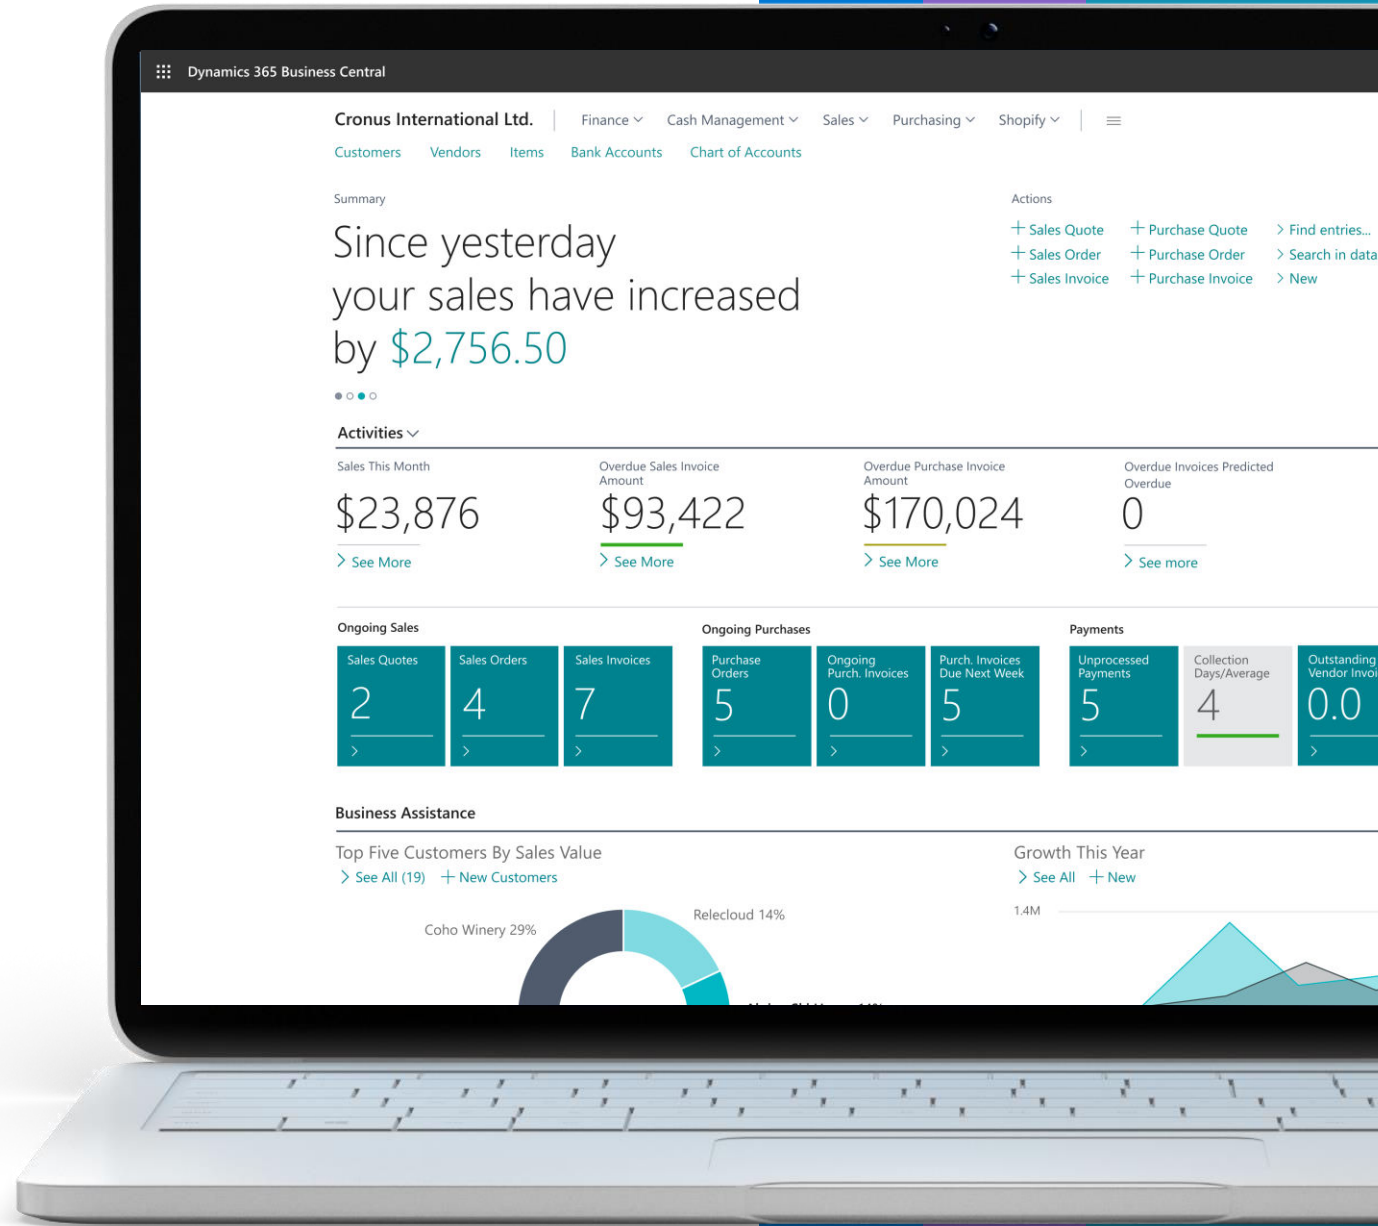 Dynamics 365 Business Central
Cronus International Ltd.
Finance
Cash Management
Sales
Purchasing
Shopify
Customers
Vendors
Items
Bank Accounts
Chart of Accounts
Summary
Since yesterday
your sales have increased
by $2,756.50
Actions
+ Sales Quote
+ Purchase Quote
> Find entries...
+ Sales Order
+ Purchase Order
> Search in data
+ Sales Invoice
+ Purchase Invoice
> New
Activities
Sales This Month
$23,876
> See More
Overdue Sales Invoice
Amount
$93,422
> See More
Overdue Purchase Invoice
Amount
$170,024
> See More
Overdue Invoices Predicted
Overdue
0
> See more
Ongoing Sales
Sales Quotes
2
>
Sales Orders
4
>
Sales Invoices
7
>
Ongoing Purchases
Purchase
Orders
5
>
Ongoing
Purch. Invoices
0
>
Purch. Invoices
Due Next Week
5
>
Payments
Unprocessed
Payments
5
>
Collection
Days/Average
4
Outstanding
Vendor Invoi
0.0
>
Business Assistance
Top Five Customers By Sales Value
> See All (19)
+ New Customers
Coho Winery 29%
Relecloud 14%
Growth This Year
> See All
+ New
1.4M